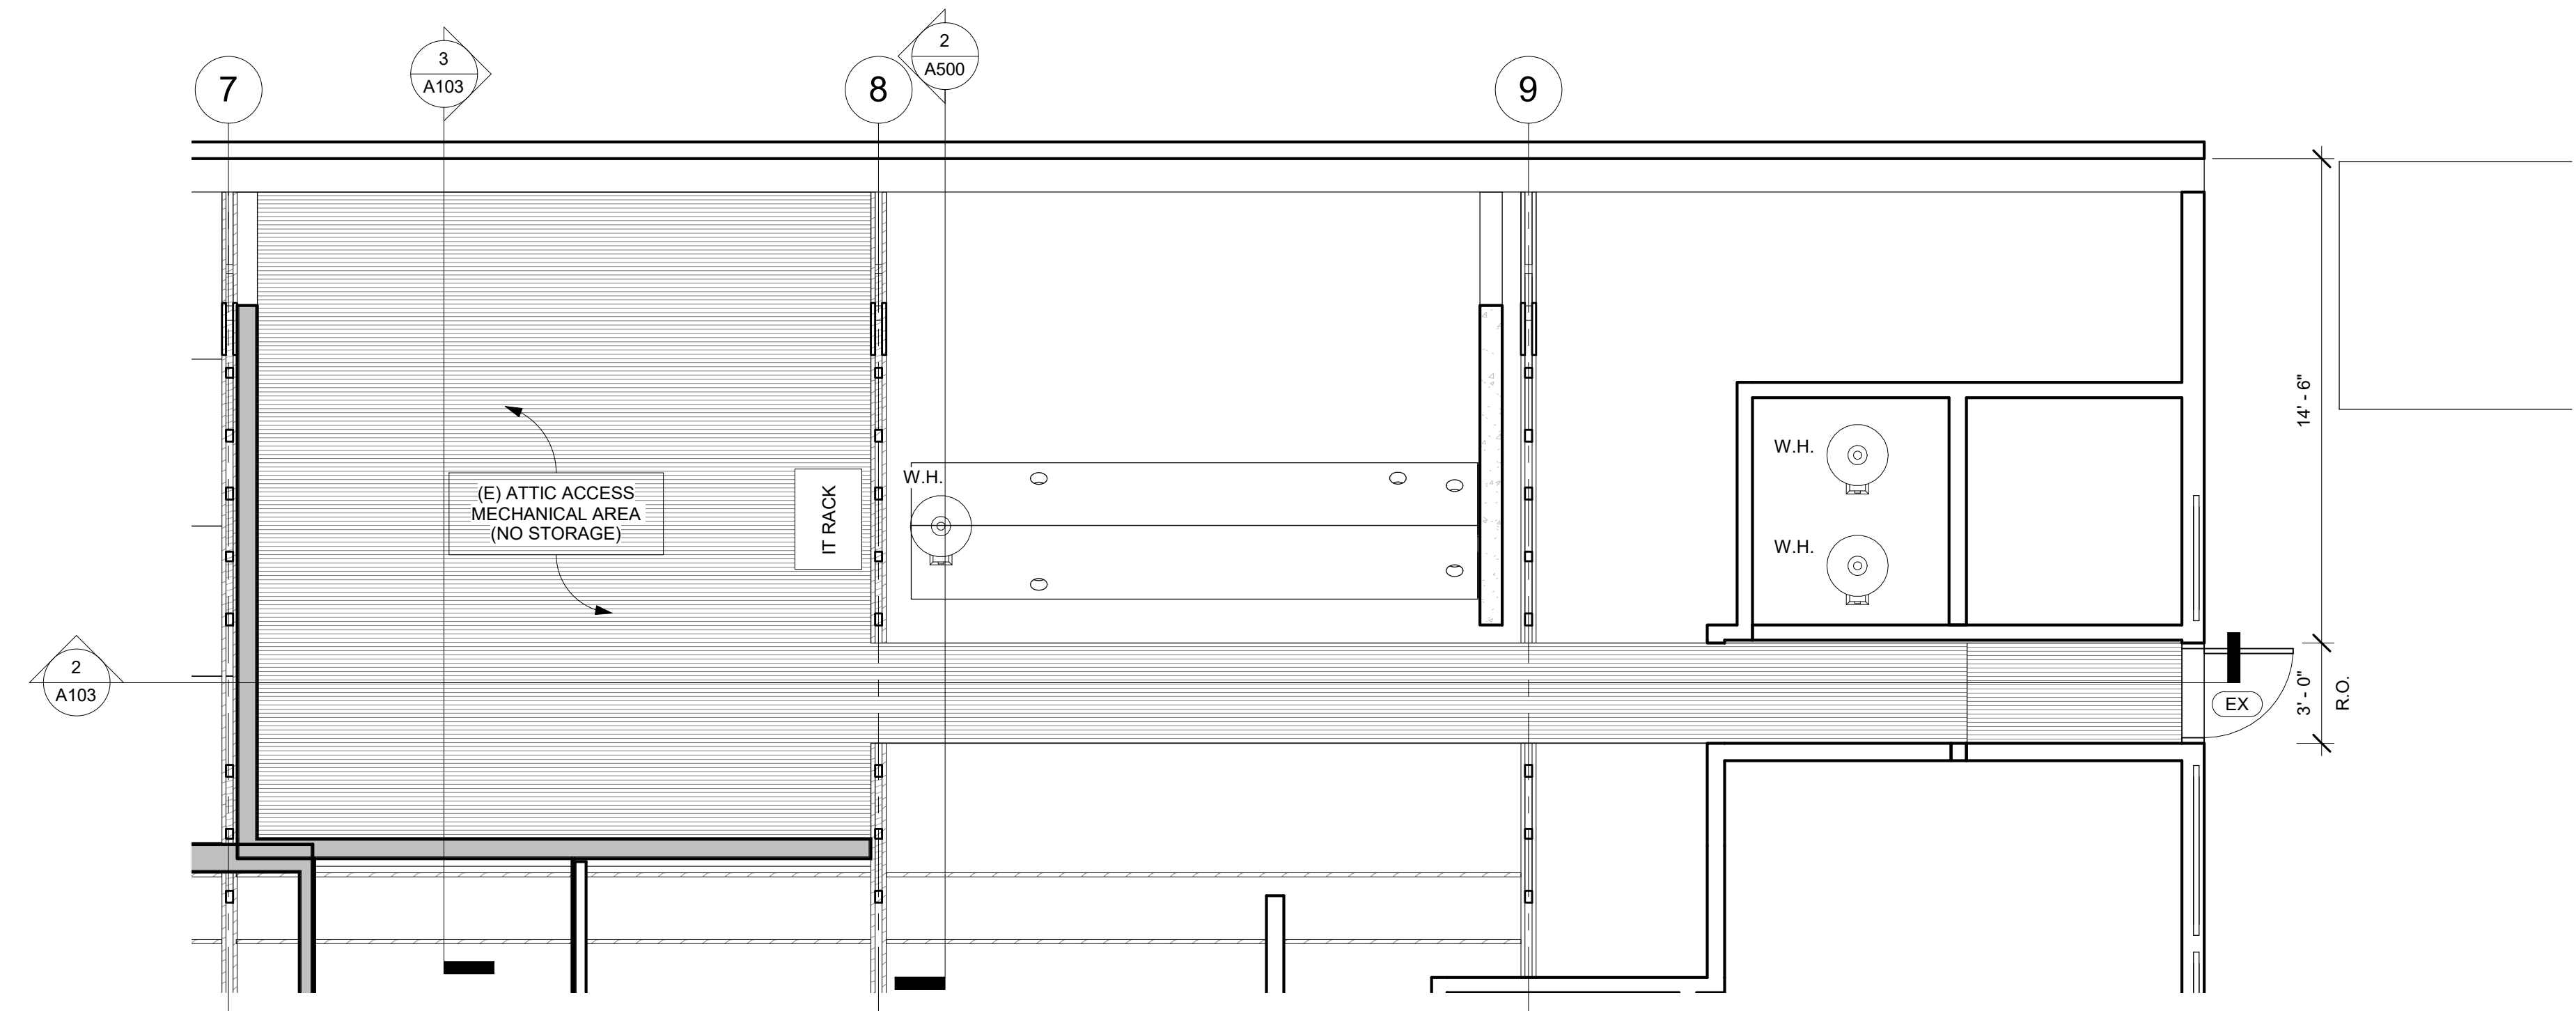 2
A500
3
A103
7
8
9
14' - 6"
W.H.
W.H.
(E) ATTIC ACCESS
MECHANICAL AREA
(NO STORAGE)
IT RACK
W.H.
2
A103
3' - 0"
R.O.
EX